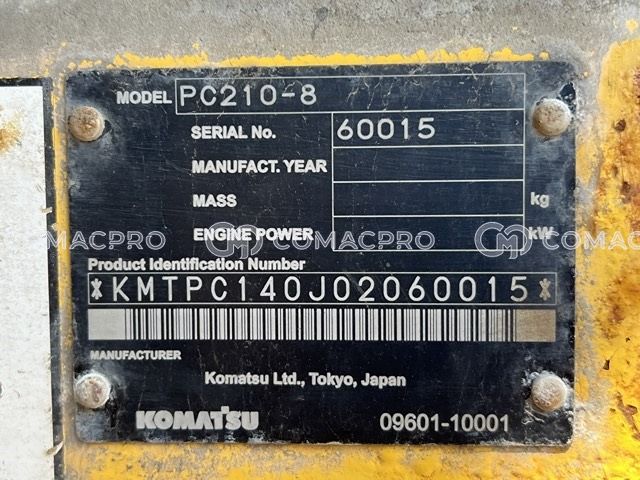 MODEL PC210-8
SERIAL No. 60015
MANUFACT. YEAR
MASS kg
ENGINE POWER kW
COMACPRO COMACPRO COMACPRO
Product Identification Number
*KMTPC140J02060015*
MANUFACTURER
Komatsu Ltd., Tokyo, Japan
KOMATSU 09601-10001